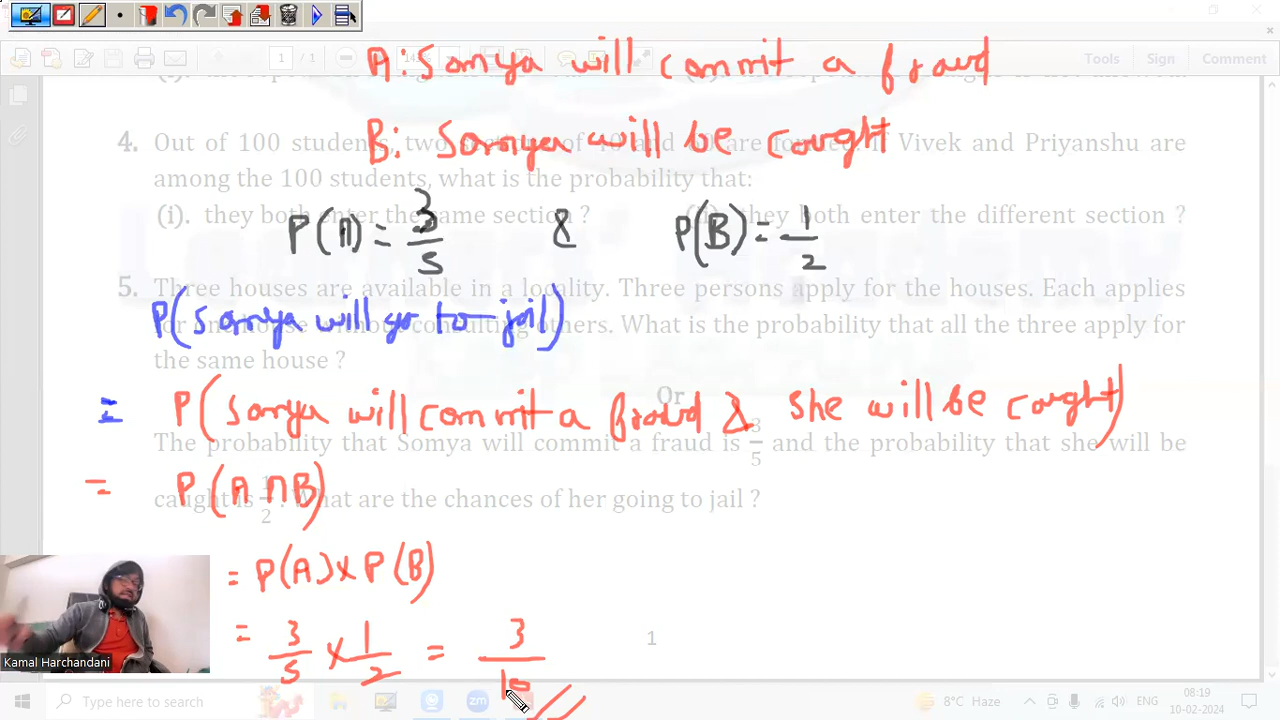 1 / 1
Tools
Sign
Comment
A: Somya will commit a fraud
B: Somya will be caught
4. Out of 100 students, two sections of 40 and 60 are formed. If Vivek and Priyanshu are
among the 100 students, what is the probability that:
(i). they both enter the same section ?
(ii). they both enter the different section ?
P(A) = 3/5 & P(B) = 1/2
5. Three houses are available in a locality. Three persons apply for the houses. Each applies
for one house without consulting others. What is the probability that all the three apply for
the same house ?
P(Somya will go to jail)
= P(Somya will commit a fraud & she will be caught)
Or
The probability that Somya will commit a fraud is 3/5 and the probability that she will be
caught is 1/2. What are the chances of her going to jail ?
= P(A∩B)
= P(A) x P(B)
= 3/5 x 1/2 = 3/10
1
Kamal Harchandani
Type here to search
zm
8°C Haze
ENG
08:19
10-02-2024